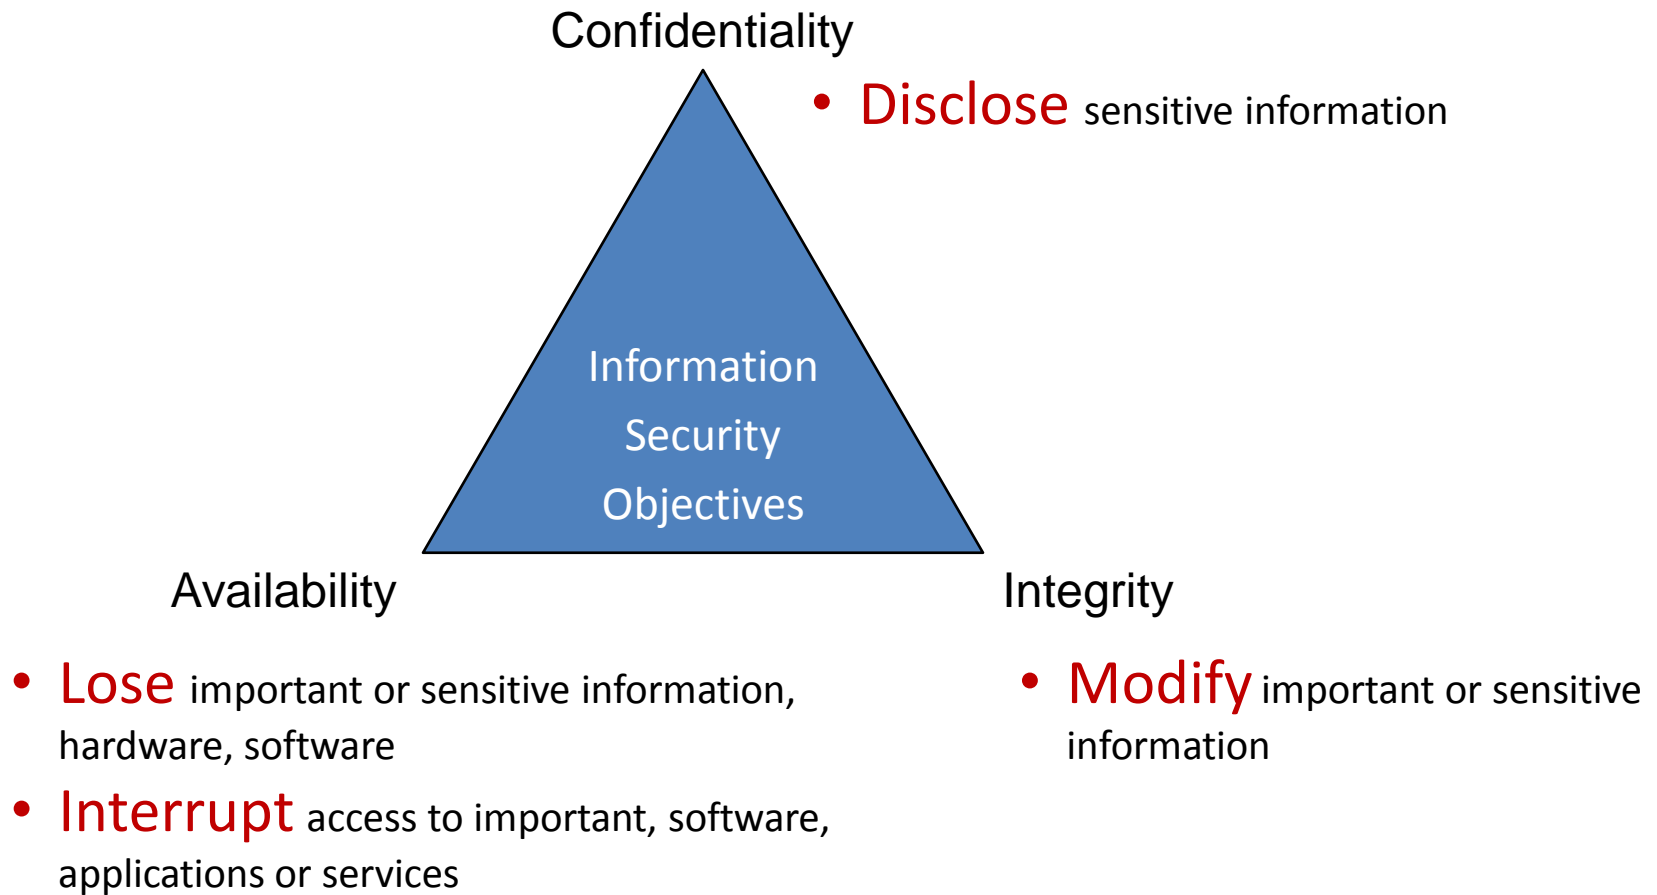 Confidentiality
• Disclose sensitive information
Information
Security
Objectives
Availability
• Lose important or sensitive information,
hardware, software
• Interrupt access to important, software,
applications or services
Integrity
• Modify important or sensitive
information